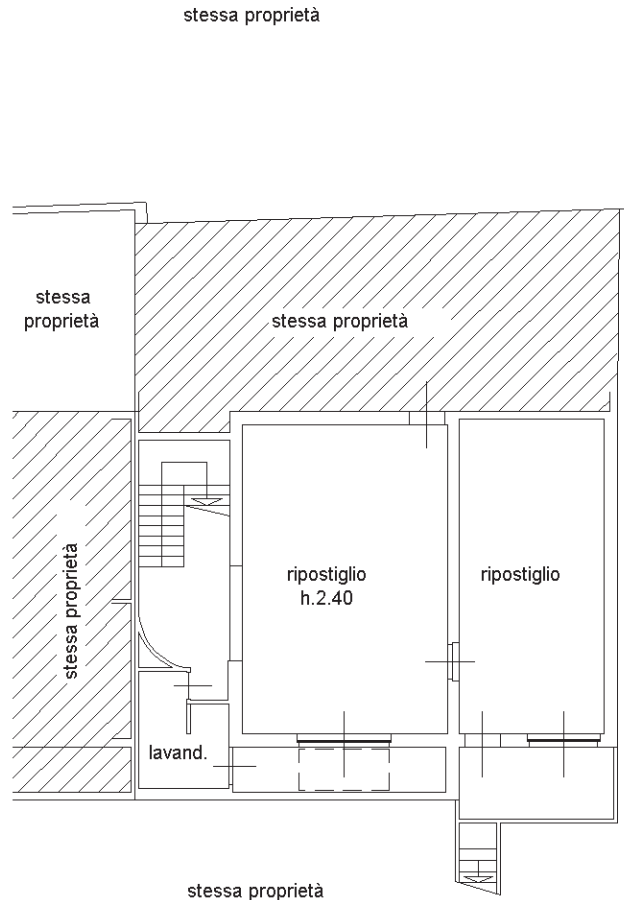 stessa proprietà
stessa
proprietà
stessa proprietà
stessa proprietà
ripostiglio
h.2.40
ripostiglio
lavand.
stessa proprietà